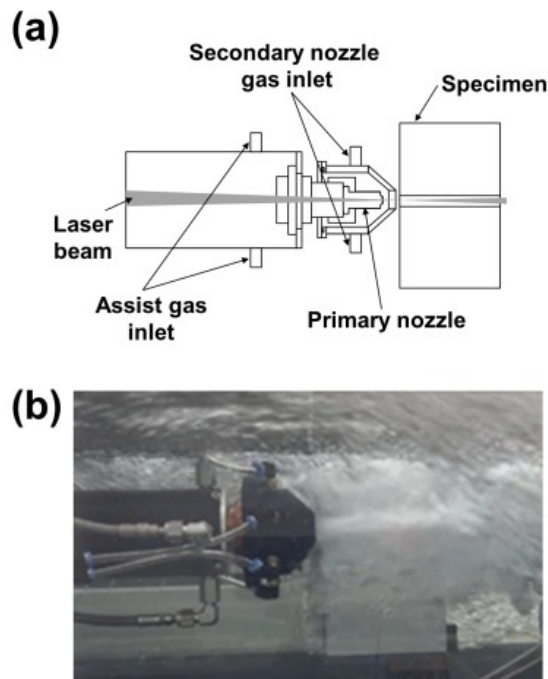 (a)
Secondary nozzle
gas inlet
Specimen
Laser
beam
Assist gas
inlet
Primary nozzle
(b)